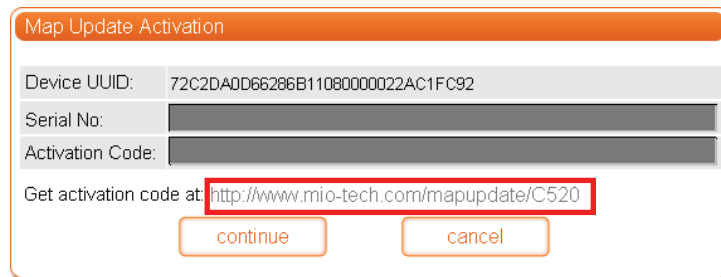 Map Update Activation
Device UUID: 72C2DA0D66286B11080000022AC1FC92
Serial No:
Activation Code:
Get activation code at: http://www.mio-tech.com/mapupdate/C520
continue cancel